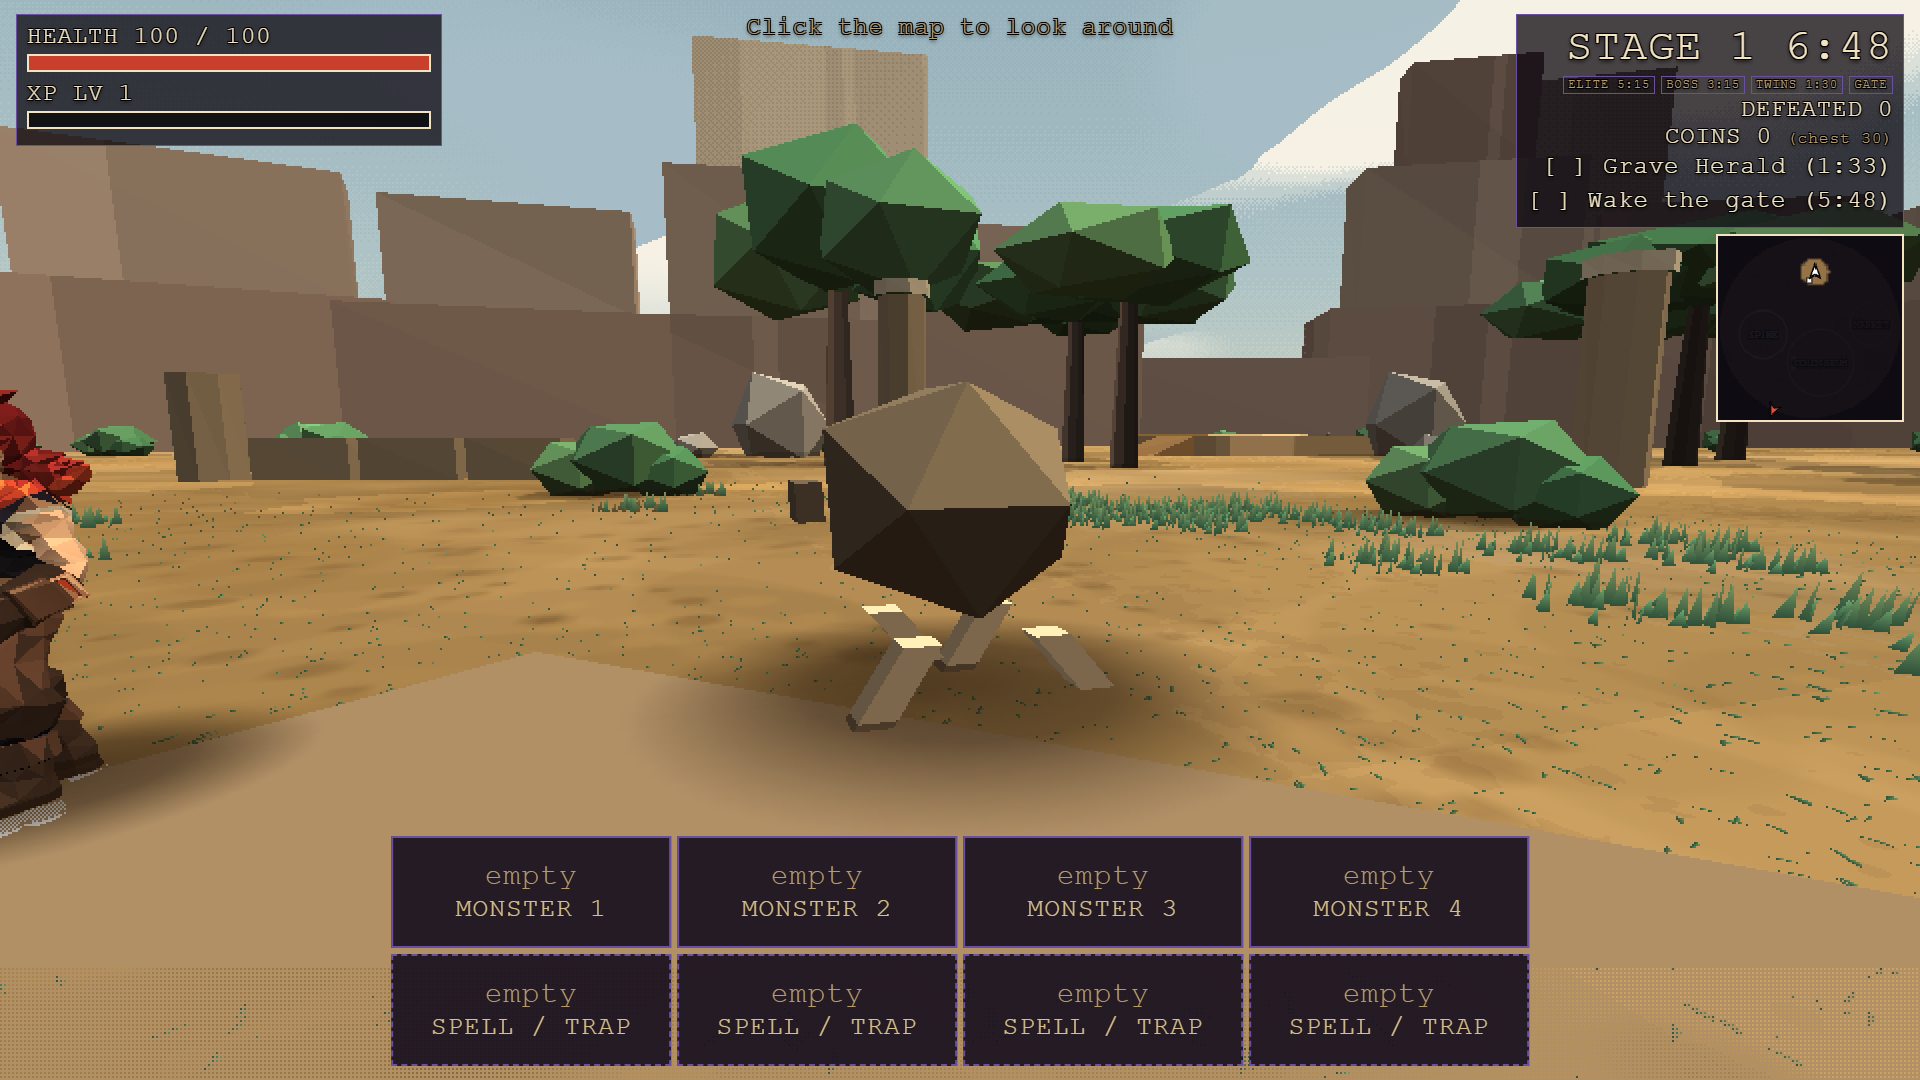 HEALTH 100 / 100
XP LV 1
Click the map to look around
STAGE 1 6:48
ELITE 5:15 BOSS 3:15 TWINS 1:30 GATE
DEFEATED 0
COINS 0 (chest 30)
[ ] Grave Herald (1:33)
[ ] Wake the gate (5:48)
empty
MONSTER 1
empty
MONSTER 2
empty
MONSTER 3
empty
MONSTER 4
empty
SPELL / TRAP
empty
SPELL / TRAP
empty
SPELL / TRAP
empty
SPELL / TRAP